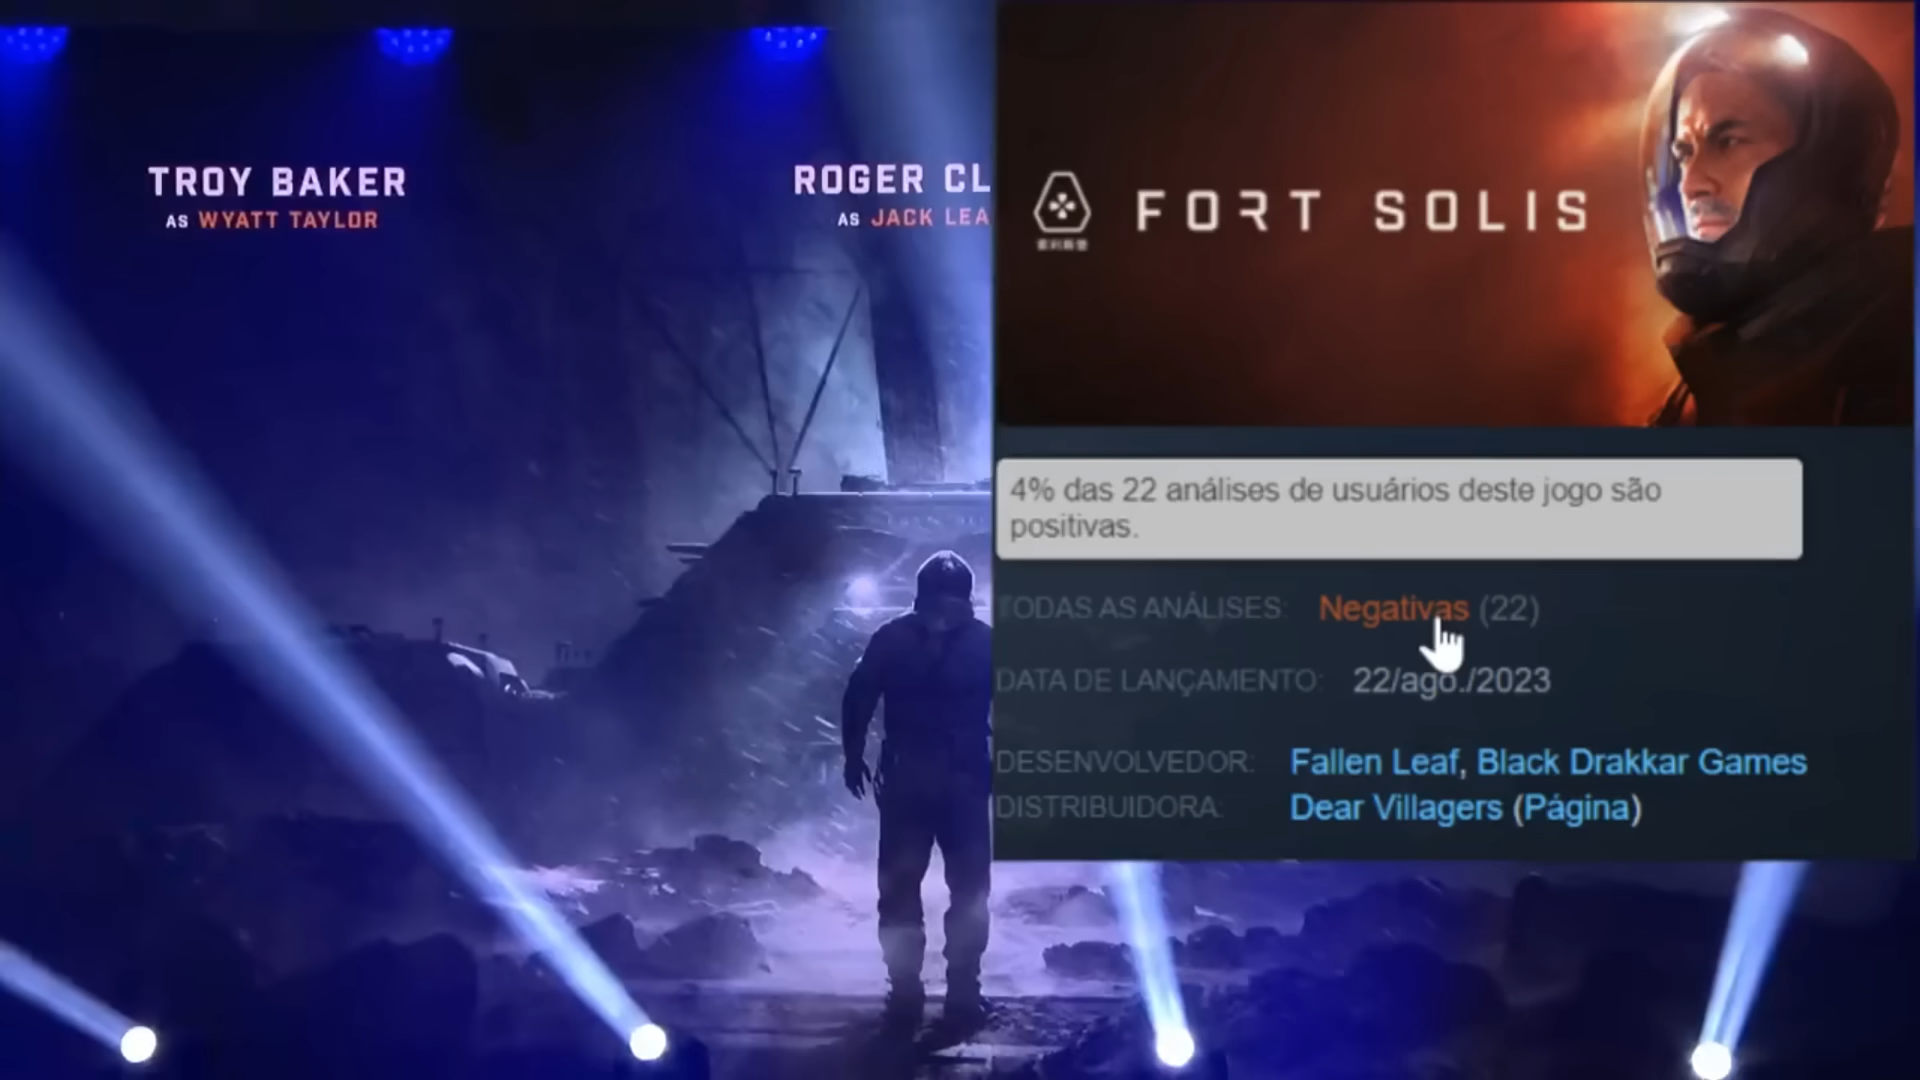 TROY BAKER
AS WYATT TAYLOR
ROGER CL
AS JACK LEA
FORT SOLIS
4% das 22 análises de usuários deste jogo são
positivas.
TODAS AS ANÁLISES: Negativas (22)
DATA DE LANÇAMENTO: 22/ago./2023
DESENVOLVEDOR: Fallen Leaf, Black Drakkar Games
DISTRIBUIDORA: Dear Villagers (Página)